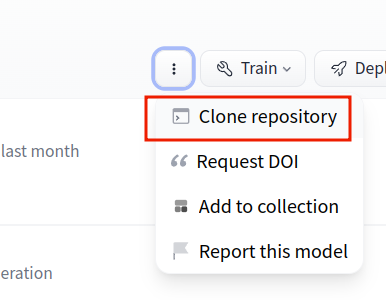 Train
Depl
Clone repository
last month
Request DOI
Add to collection
Report this model
eration